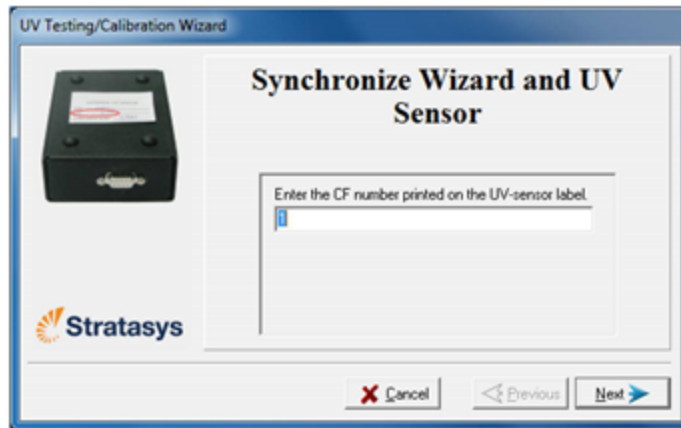 UV Testing/Calibration Wizard
Synchronize Wizard and UV
Sensor
Enter the CF number printed on the UV-sensor label.
1
Stratasys
Cancel
Previous
Next